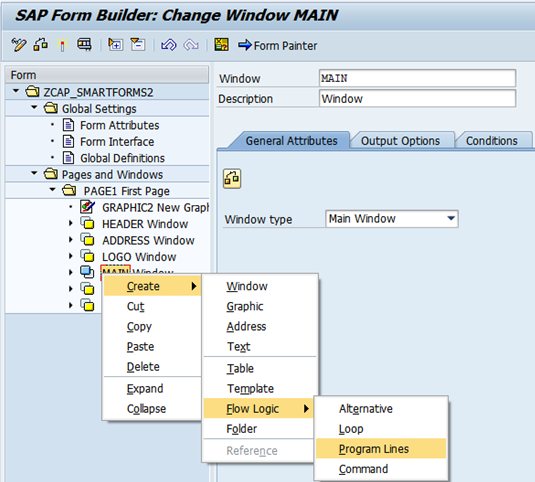 SAP Form Builder: Change Window MAIN
Form Painter
Form
Window MAIN
Description Window
ZCAP_SMARTFORMS2
Global Settings
Form Attributes
Form Interface
Global Definitions
Pages and Windows
PAGE1 First Page
GRAPHIC2 New Graph
HEADER Window
ADDRESS Window
LOGO Window
MAIN Window
General Attributes Output Options Conditions
Window type Main Window
Create
Cut
Copy
Paste
Delete
Expand
Collapse
Window
Graphic
Address
Text
Table
Template
Flow Logic
Folder
Reference
Alternative
Loop
Program Lines
Command